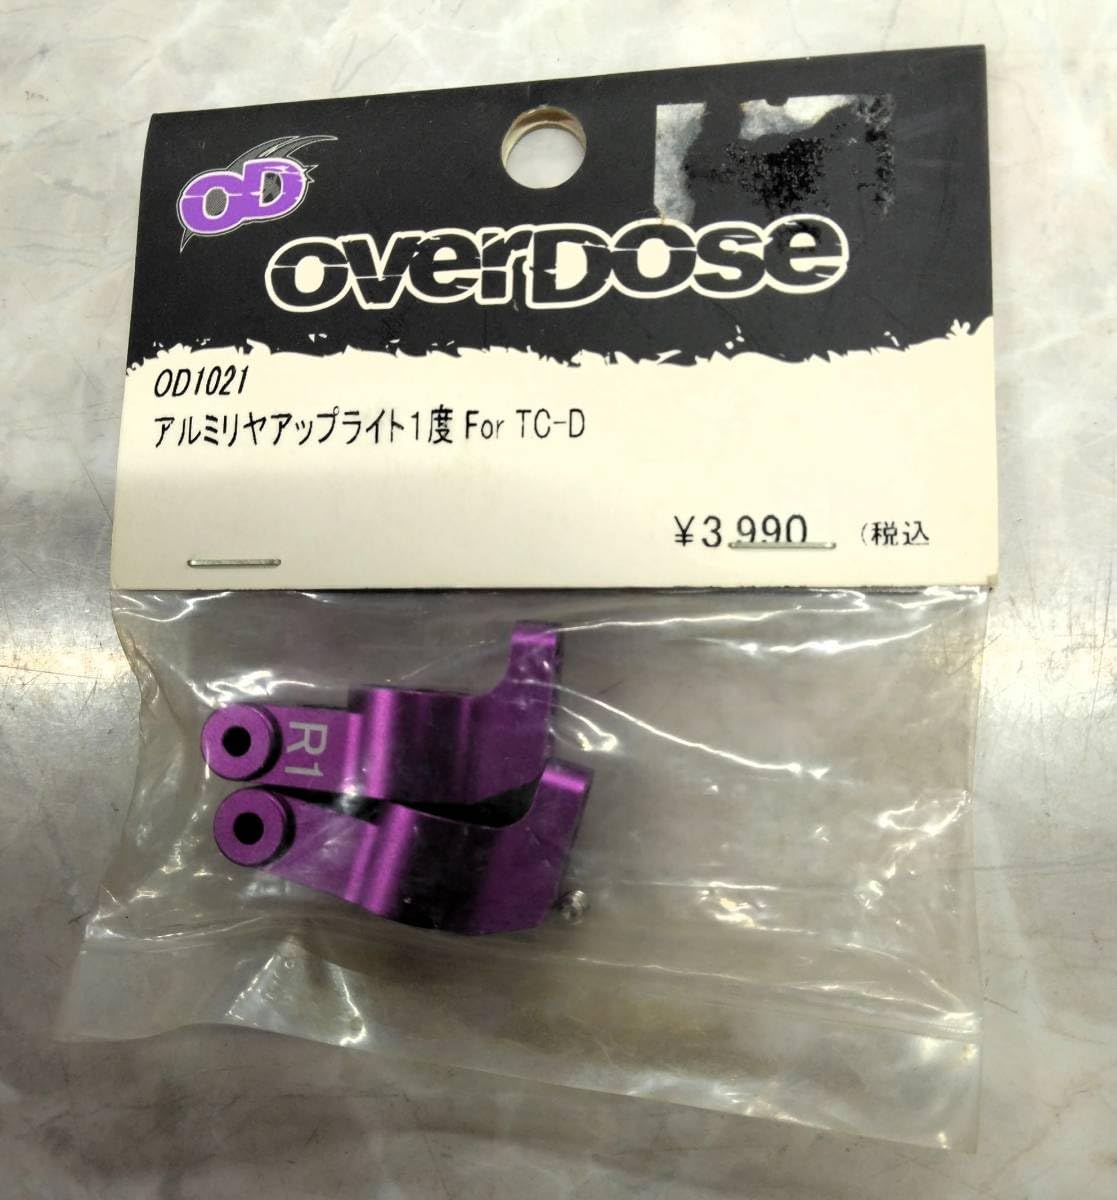 OD
OVERDOSE
OD1021
アルミリヤアップライト1度 For TC-D
¥3,990 (税込
R1